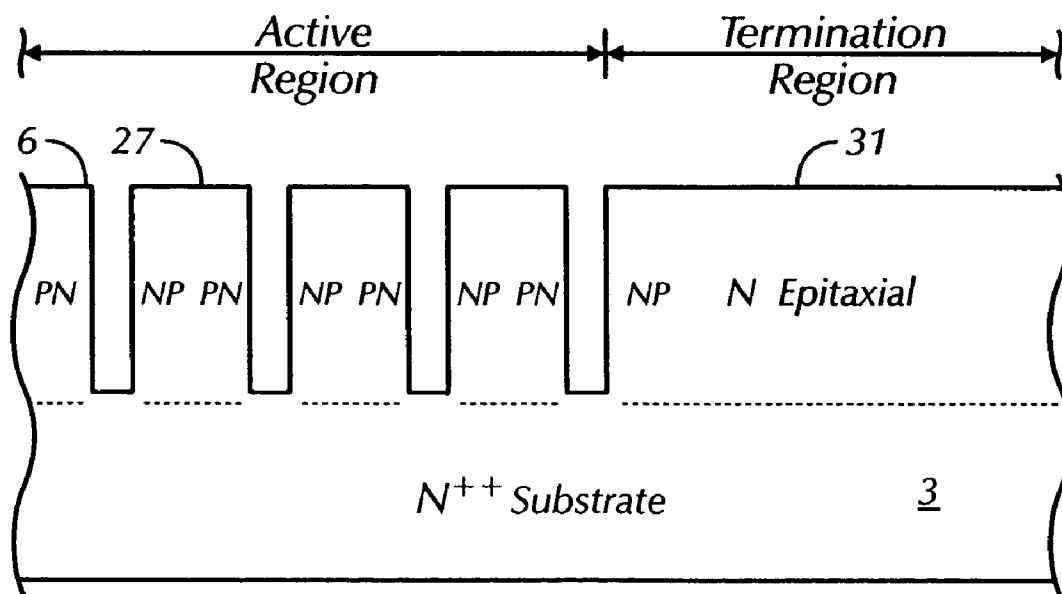 Active Region
Termination Region
6
27
31
PN
NP PN
NP PN
NP PN
NP
N Epitaxial
N++ Substrate
3